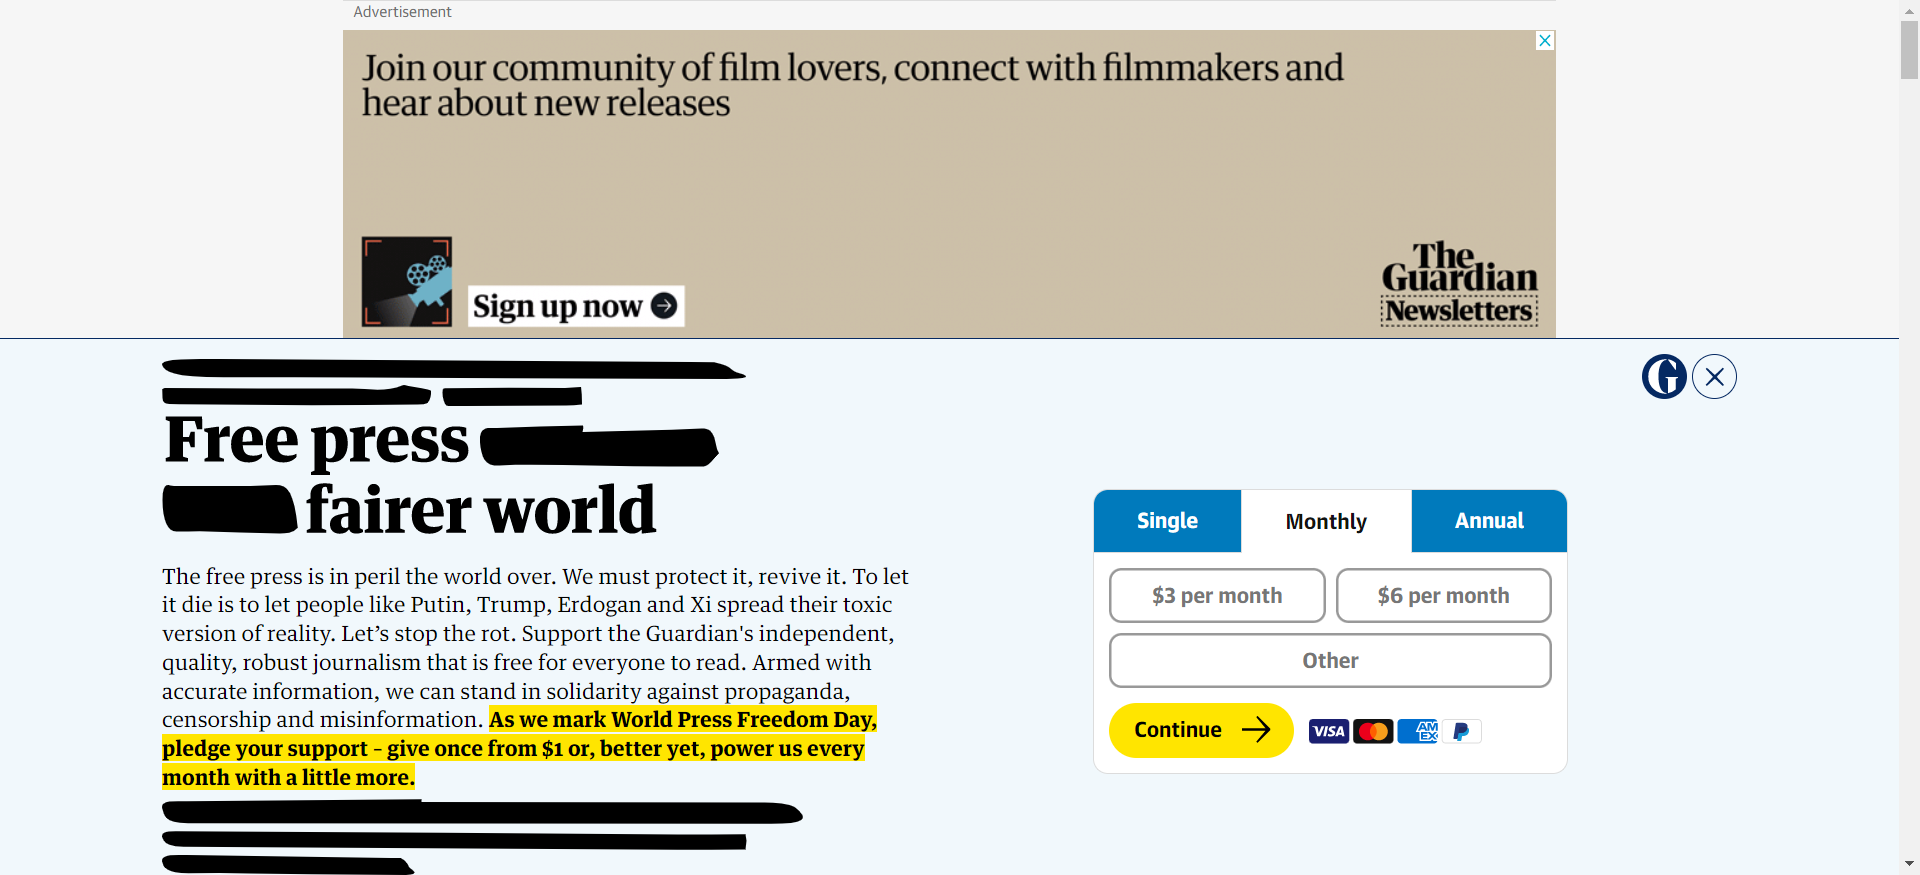 Advertisement
Join our community of film lovers, connect with filmmakers and
hear about new releases
Sign up now
The
Guardian
Newsletters
Free press
fairer world
The free press is in peril the world over. We must protect it, revive it. To let
it die is to let people like Putin, Trump, Erdogan and Xi spread their toxic
version of reality. Let’s stop the rot. Support the Guardian's independent,
quality, robust journalism that is free for everyone to read. Armed with
accurate information, we can stand in solidarity against propaganda,
censorship and misinformation. As we mark World Press Freedom Day,
pledge your support – give once from $1 or, better yet, power us every
month with a little more.
G
Single Monthly Annual
$3 per month $6 per month
Other
Continue VISA AMEX